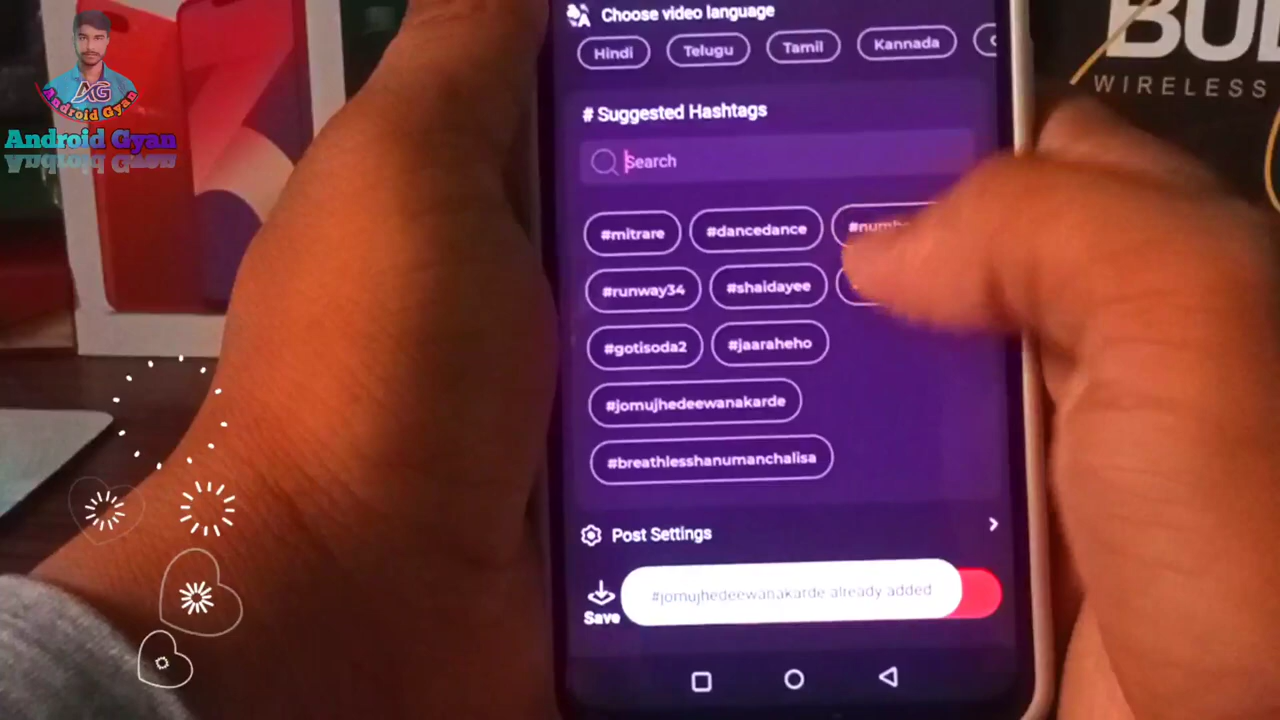 Choose video language
Hindi
Telugu
Tamil
Kannada
# Suggested Hashtags
Search
#mitrare
#dancedance
#runway34
#shaidayee
#gotisoda2
#jaaraheho
#jomujhedeewanakarde
#breathlesshanumanchalisa
Post Settings
Save
#jomujhedeewanakarde already added
AG
Android Gyan
Android Gyan
WIRELESS